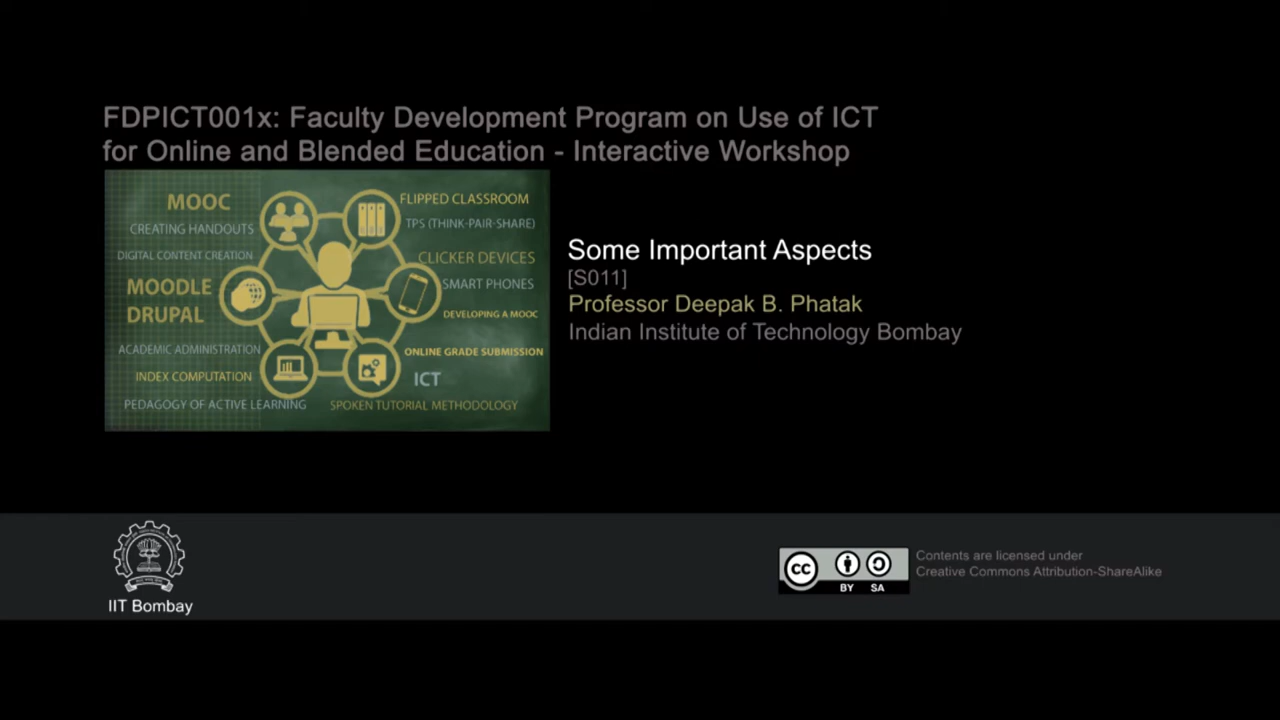 FDPICT001x: Faculty Development Program on Use of ICT
for Online and Blended Education - Interactive Workshop
MOOC
CREATING HANDOUTS
DIGITAL CONTENT CREATION
MOODLE
DRUPAL
ACADEMIC ADMINISTRATION
INDEX COMPUTATION
PEDAGOGY OF ACTIVE LEARNING
FLIPPED CLASSROOM
TPS (THINK-PAIR-SHARE)
CLICKER DEVICES
SMART PHONES
DEVELOPING A MOOC
ONLINE GRADE SUBMISSION
ICT
SPOKEN TUTORIAL METHODOLOGY
Some Important Aspects
[S011]
Professor Deepak B. Phatak
Indian Institute of Technology Bombay
IIT Bombay
cc
BY SA
Contents are licensed under
Creative Commons Attribution-ShareAlike